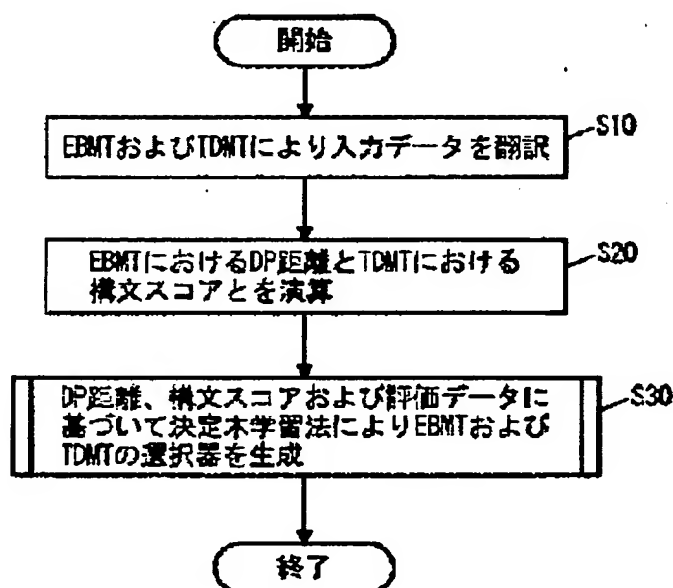 開始
EBMTおよびTDMTにより入力データを翻訳
S10
EBMTにおけるDP距離とTDMTにおける
構文スコアとを演算
S20
DP距離、構文スコアおよび評価データに
基づいて決定木学習法によりEBMTおよび
TDMTの選択器を生成
S30
終了